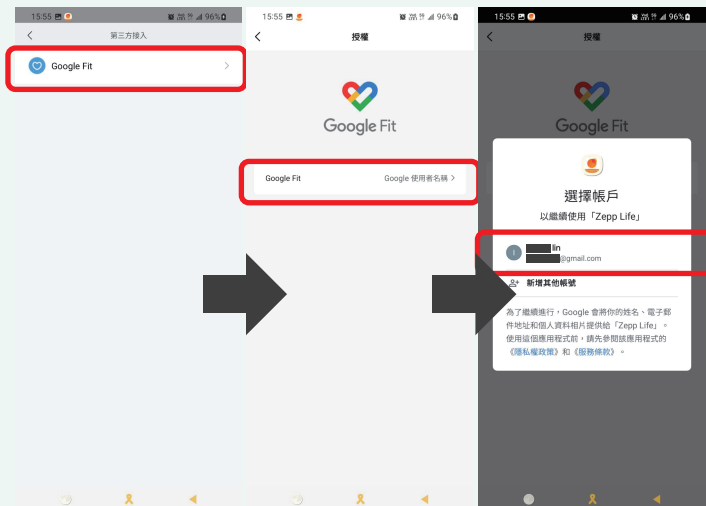 15:55
96%
第三方接入
Google Fit
15:55
96%
授權
Google Fit
Google Fit
Google 使用者名稱
15:55
96%
授權
Google Fit
選擇帳戶
以繼續使用「Zepp Life」
lin
@gmail.com
新增其他帳號
為了繼續進行，Google 會將你的姓名、電子郵
件地址和個人資料相片提供給「Zepp Life」。
使用這個應用程式前，請先參閱該應用程式的
《隱私權政策》和《服務條款》。